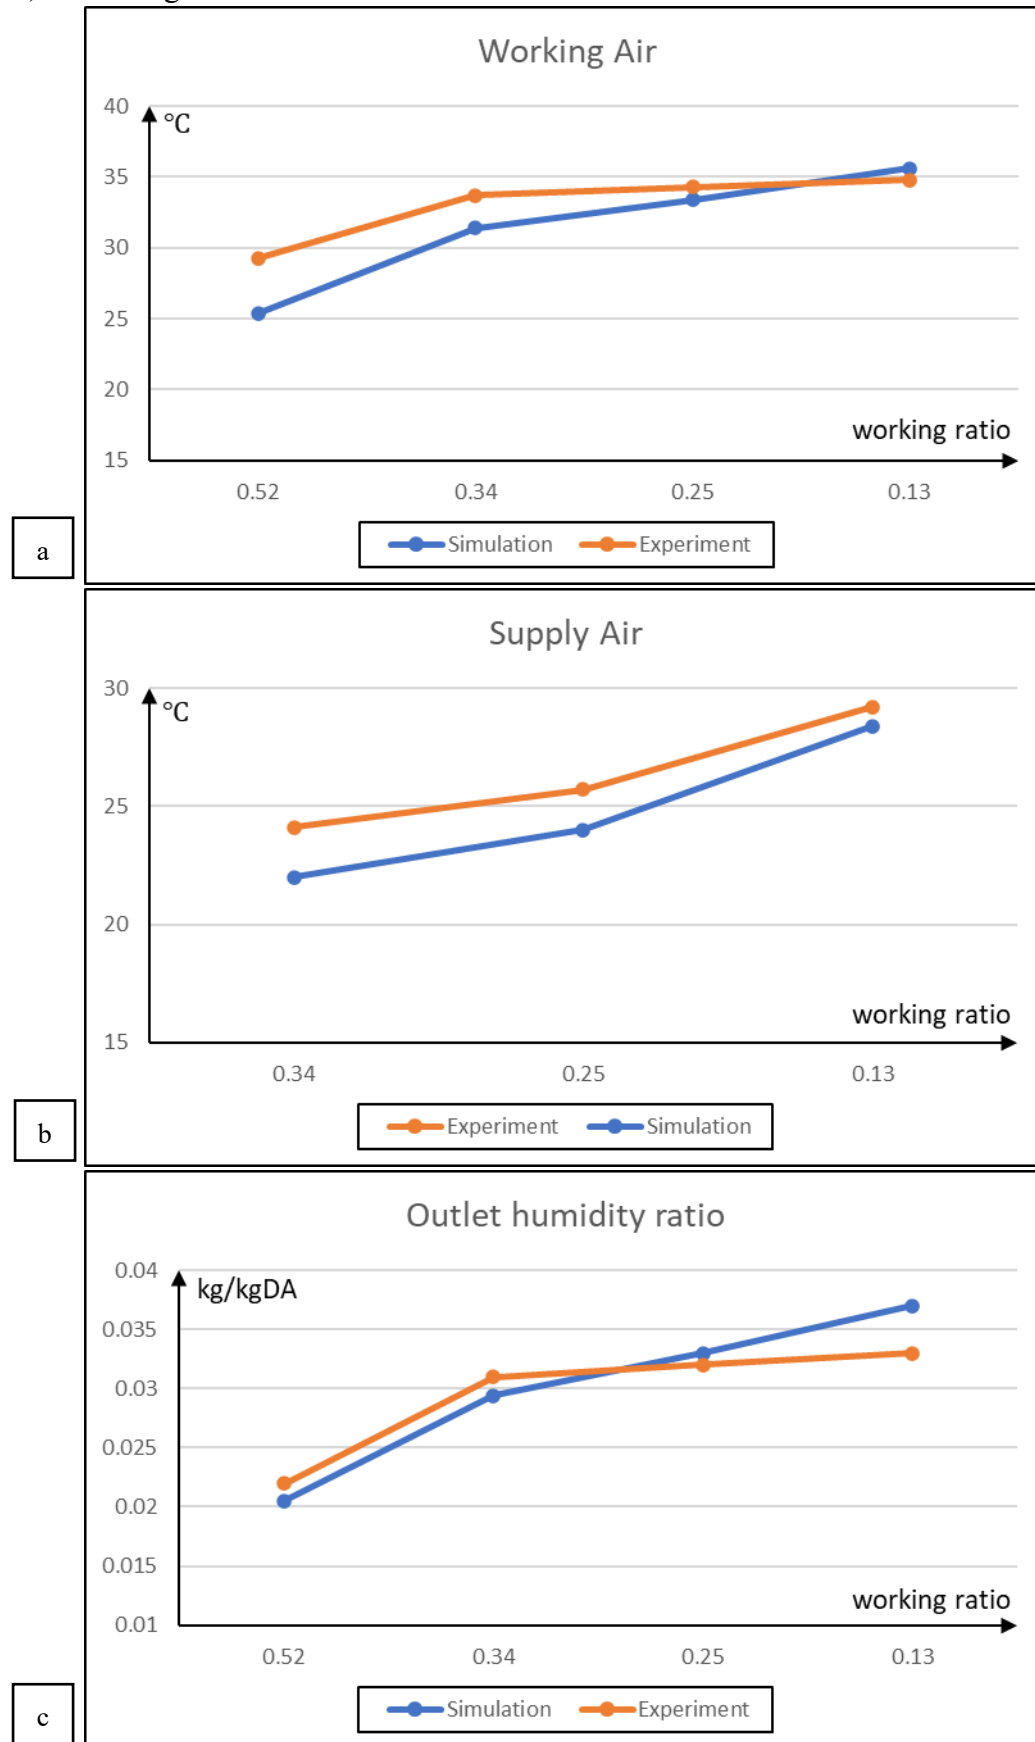 Working Air
40
°C
35
30
25
20
working ratio
15
0.52 0.34 0.25 0.13
Simulation Experiment
a
Supply Air
30
°C
25
20
working ratio
15
0.34 0.25 0.13
Experiment Simulation
b
Outlet humidity ratio
0.04
kg/kgDA
0.035
0.03
0.025
0.02
0.015
working ratio
0.01
0.52 0.34 0.25 0.13
Simulation Experiment
c